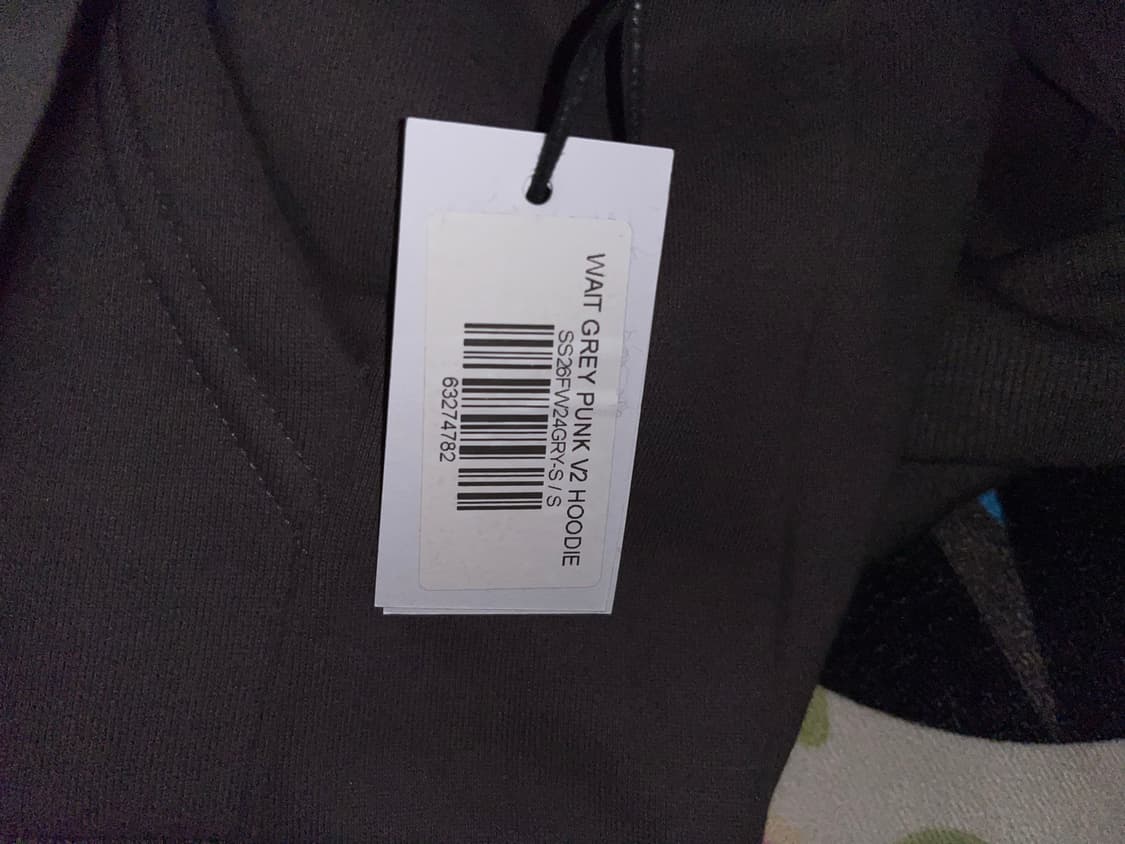 WAIT GREY PUNK V2 HOODIE
SS26FW24GRY-S / S
63274782